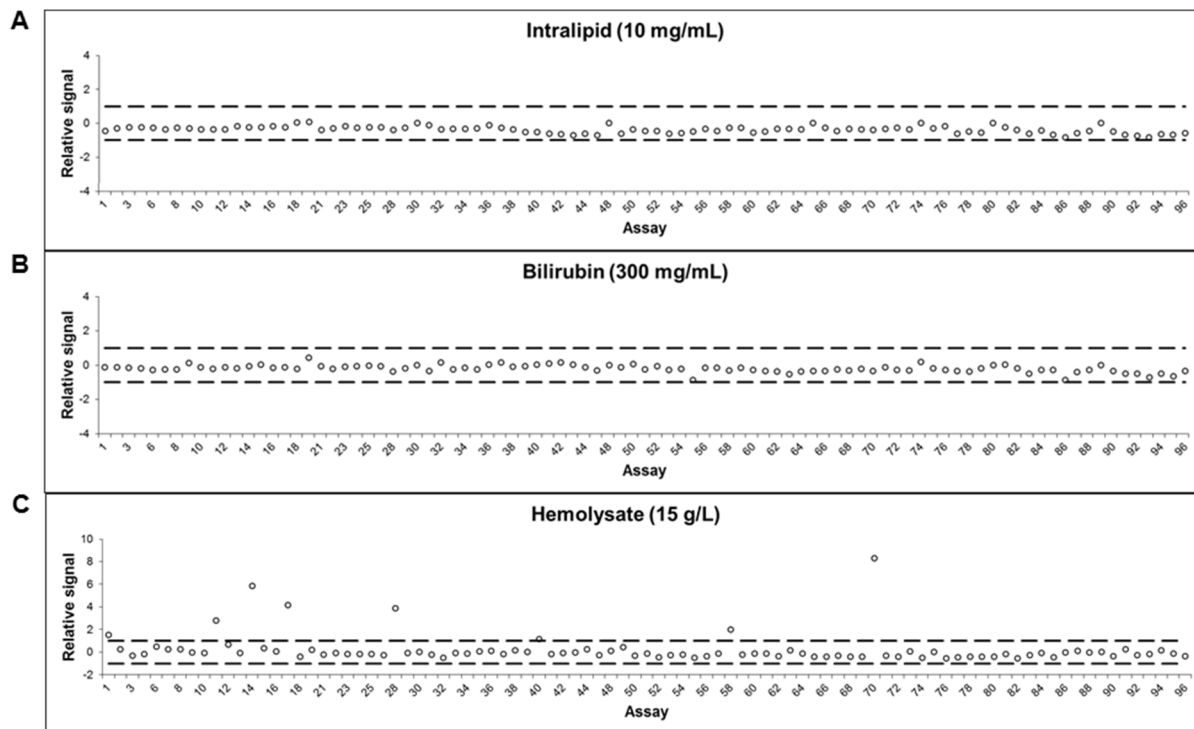 A
Intralipid (10 mg/mL)
Relative signal
4
2
0
-2
-4
1 3 6 8 10 12 14 16 18 21 23 25 28 30 32 34 36 38 40 42 44 46 48 50 52 54 56 58 60 62 64 66 68 70 72 74 76 78 80 82 84 86 88 90 92 94 96
Assay
B
Bilirubin (300 mg/mL)
Relative signal
4
2
0
-2
-4
1 3 6 8 10 12 14 16 18 21 23 25 28 30 32 34 36 38 40 42 44 46 48 50 52 54 56 58 60 62 64 66 68 70 72 74 76 78 80 82 84 86 88 90 92 94 96
Assay
C
Hemolysate (15 g/L)
Relative signal
10
8
6
4
2
0
-2
1 3 6 8 10 12 14 16 18 21 23 25 28 30 32 34 36 38 40 42 44 46 48 50 52 54 56 58 60 62 64 66 68 70 72 74 76 78 80 82 84 86 88 90 92 94 96
Assay